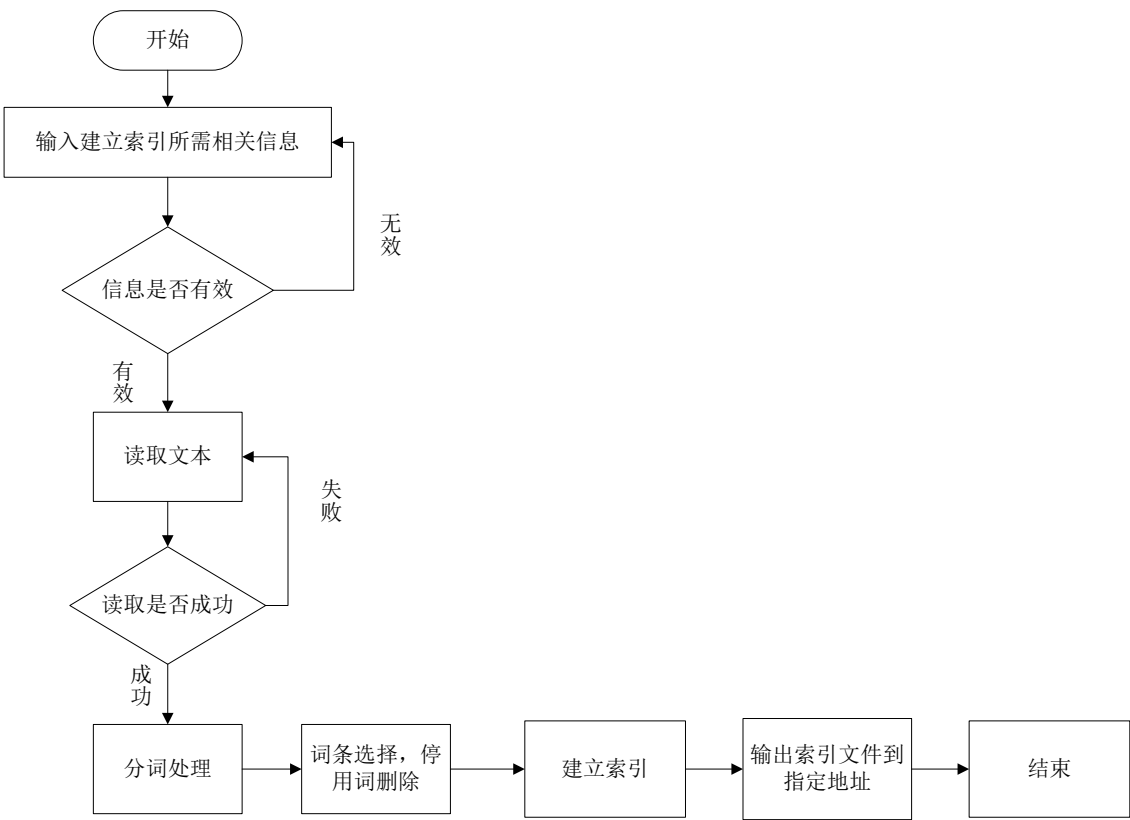 开始
输入建立索引所需相关信息
无
效
信息是否有效
有
效
读取文本
失
败
读取是否成功
成
功
分词处理
词条选择，停
用词删除
建立索引
输出索引文件到
指定地址
结束